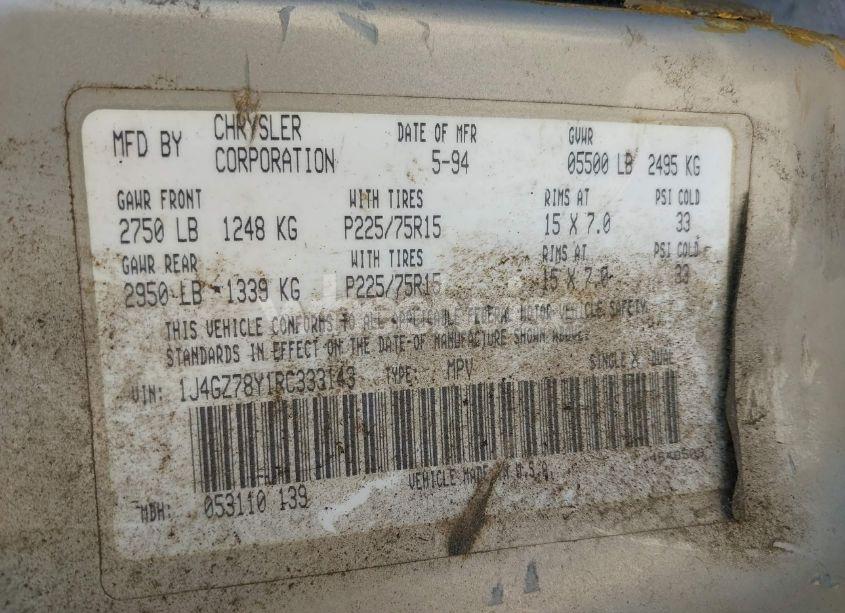 MFD BY CHRYSLER CORPORATION DATE OF MFR 5-94 GVWR 05500 LB 2495 KG
GAWR FRONT WITH TIRES RIMS AT PSI COLD
2750 LB 1248 KG P225/75R15 15 X 7.0 33
GAWR REAR WITH TIRES RIMS AT PSI COLD
2950 LB 1339 KG P225/75R15 15 X 7.0 33
THIS VEHICLE CONFORMS TO ALL APPLICABLE FEDERAL MOTOR VEHICLE SAFETY
STANDARDS IN EFFECT ON THE DATE OF MANUFACTURE SHOWN ABOVE.
VIN: 1J4GZ78Y1RC333143 TYPE: MPV SINGLE X DUAL
VEHICLE MADE IN U.S.A.
MDH: 053110 139